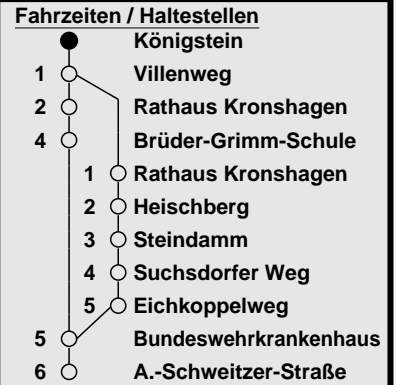 Fahrzeiten / Haltestellen
Königstein
1 Villenweg
2 Rathaus Kronshagen
4 Brüder-Grimm-Schule
1 Rathaus Kronshagen
2 Heischberg
3 Steindamm
4 Suchsdorfer Weg
5 Eichkoppelweg
5 Bundeswehrkrankenhaus
6 A.-Schweitzer-Straße